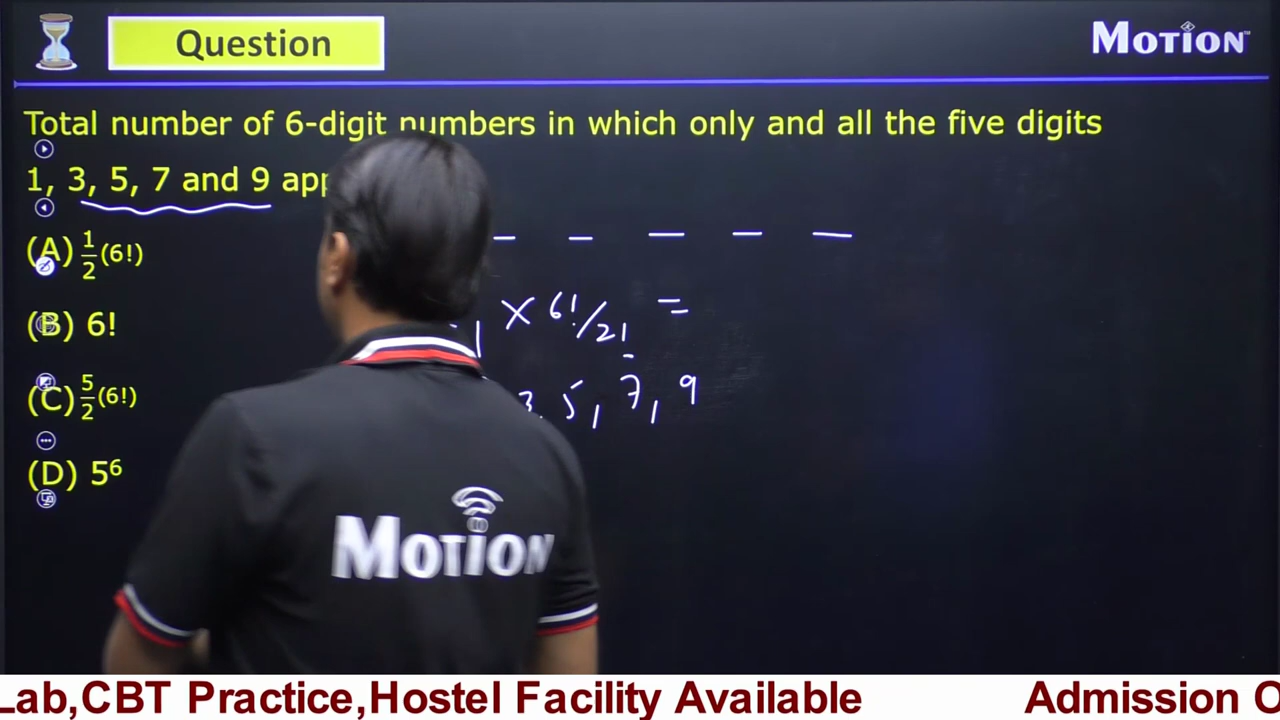 Question
MOTION
Total number of 6-digit numbers in which only and all the five digits
1, 3, 5, 7 and 9
(A) 1/2 (6!)
× 6!/2! =
(B) 6!
3, 5, 7, 9
(C) 5/2 (6!)
(D) 5⁶
MOTION
Lab,CBT Practice,Hostel Facility Available Admission